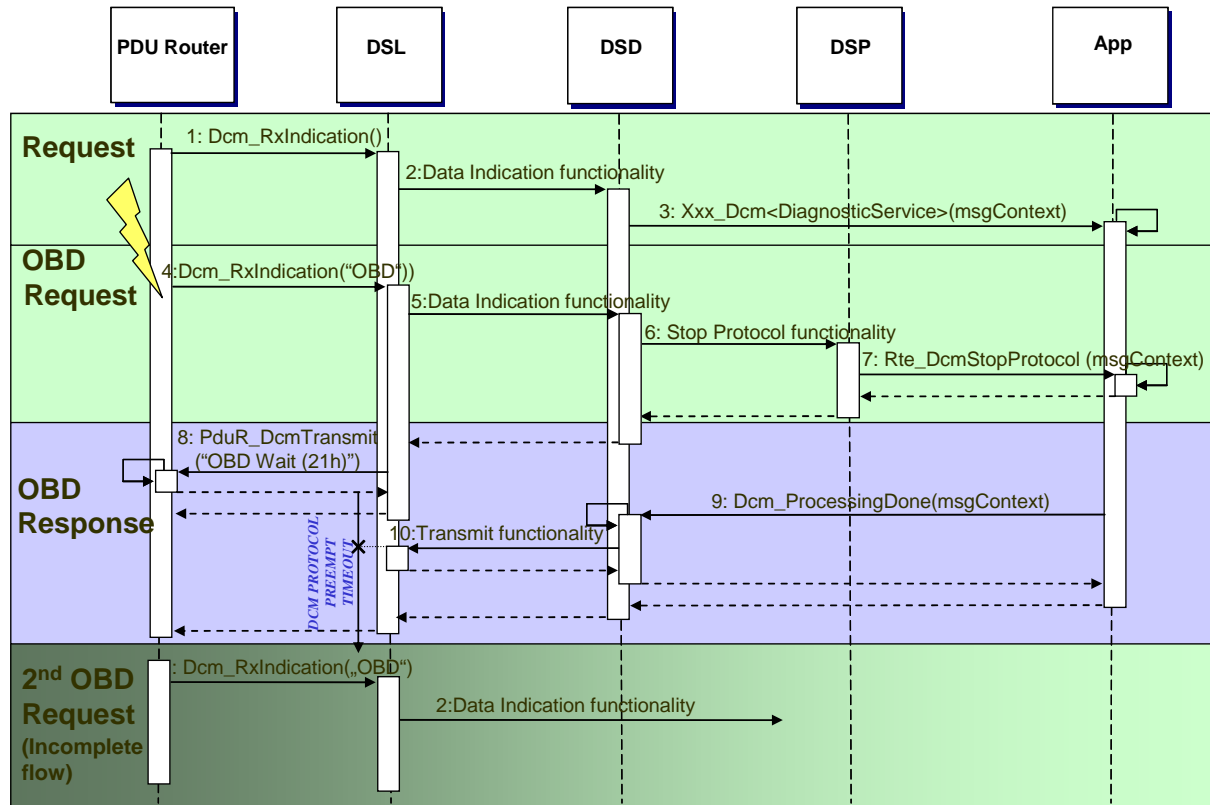 PDU Router
DSL
DSD
DSP
App
Request
1: Dcm_RxIndication()
2:Data Indication functionality
3: Xxx_Dcm<DiagnosticService>(msgContext)
OBD
Request
4:Dcm_RxIndication(“OBD“))
5:Data Indication functionality
6: Stop Protocol functionality
7: Rte_DcmStopProtocol (msgContext)
OBD
Response
8: PduR_DcmTransmit
(“OBD Wait (21h)”)
9: Dcm_ProcessingDone(msgContext)
10:Transmit functionality
DCM PROTOCOL
PREEMPT
TIMEOUT
2nd OBD
Request
(Incomplete
flow)
: Dcm_RxIndication(„OBD“)
2:Data Indication functionality